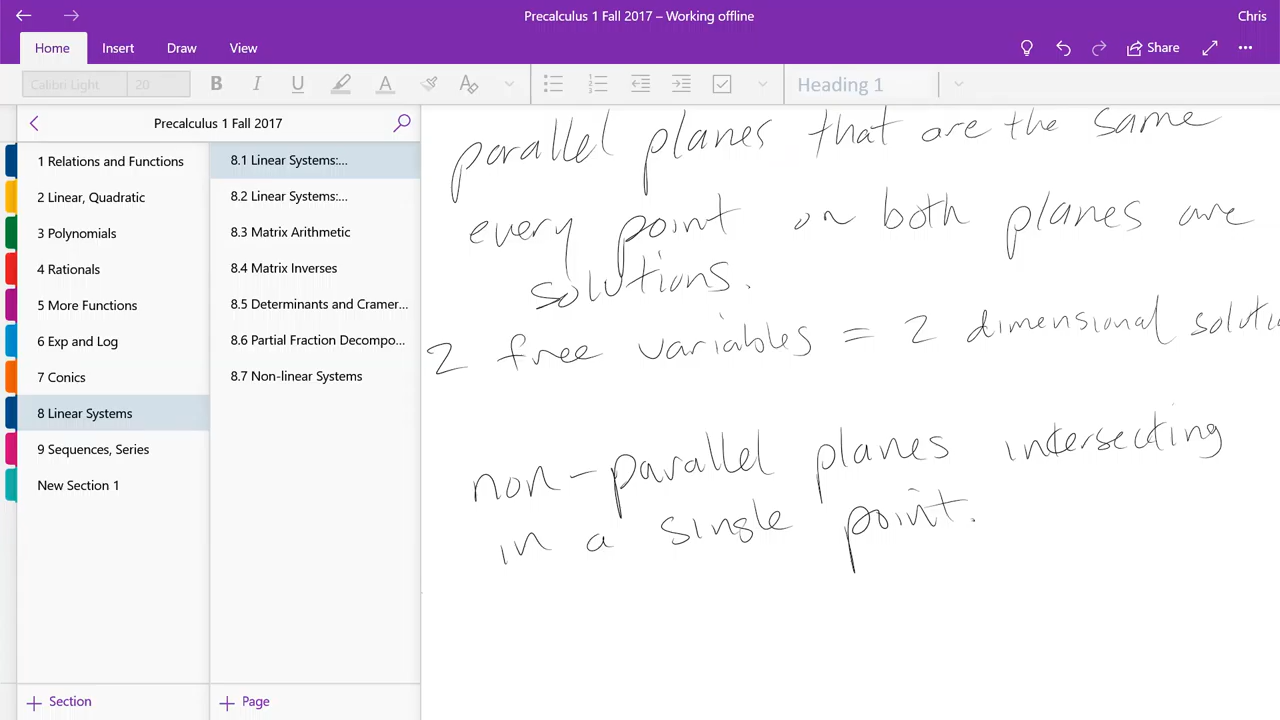 Precalculus 1 Fall 2017 – Working offline
Chris
Home
Insert
Draw
View
Share
Calibri Light
20
B
I
U
A
Heading 1
Precalculus 1 Fall 2017
1 Relations and Functions
2 Linear, Quadratic
3 Polynomials
4 Rationals
5 More Functions
6 Exp and Log
7 Conics
8 Linear Systems
9 Sequences, Series
New Section 1
+ Section
8.1 Linear Systems:...
8.2 Linear Systems:...
8.3 Matrix Arithmetic
8.4 Matrix Inverses
8.5 Determinants and Cramer...
8.6 Partial Fraction Decompo...
8.7 Non-linear Systems
+ Page
parallel planes that are the same
every point on both planes are
solutions.
2 free variables = 2 dimensional soluti
non-parallel planes intersecting
in a single point.